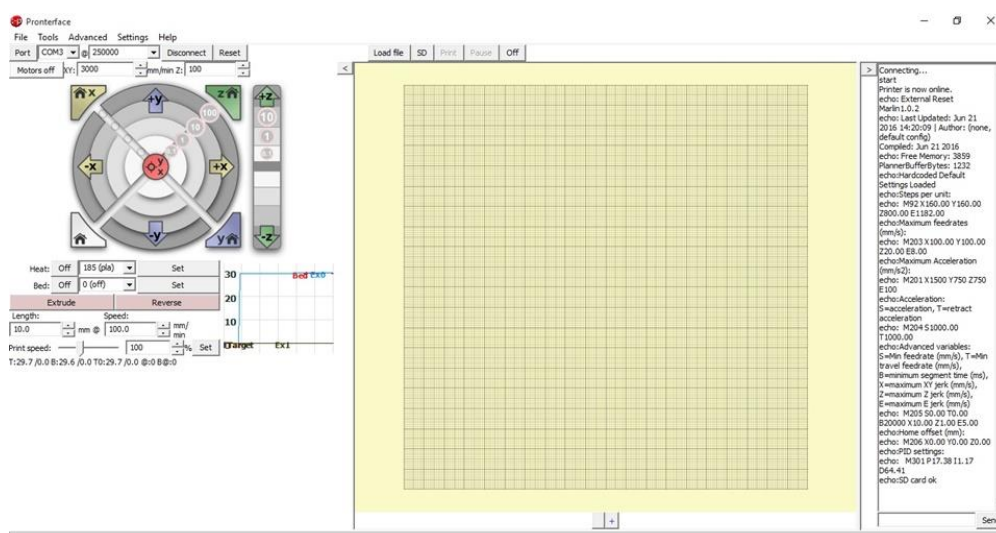 Pronterface
File Tools Advanced Settings Help
Port COM3 @ 250000 Disconnect Reset
Load file SD Print Pause Off
Motors off XY: 3000 mm/min Z: 100
< >
x +y z +z
100
10 10
1 1
-x y x +x
-y y -z
Heat: Off 185 (pla) Set
Bed: Off 0 (off) Set
Extrude Reverse
Length: Speed:
10.0 mm @ 100.0 mm/
min
Print speed: 100 % Set
T:29.7 /0.0 B:29.6 /0.0 T0:29.7 /0.0 @:0 B@:0
30 Bed Ex0
20
10
Target Ex1
+
Connecting...
start
Printer is now online.
echo: External Reset
Marlin1.0.2
echo: Last Updated: Jun 21
2016 14:20:09 | Author: (none,
default config)
Compiled: Jun 21 2016
echo: Free Memory: 3859
PlannerBufferBytes: 1232
echo:Hardcoded Default
Settings Loaded
echo:Steps per unit:
echo: M92 X160.00 Y160.00
Z800.00 E1182.00
echo:Maximum feedrates
(mm/s):
echo: M203 X100.00 Y100.00
Z20.00 E8.00
echo:Maximum Acceleration
(mm/s2):
echo: M201 X1500 Y750 Z750
E100
echo:Acceleration:
S=acceleration, T=retract
acceleration
echo: M204 S1000.00
T1000.00
echo:Advanced variables:
S=Min feedrate (mm/s), T=Min
travel feedrate (mm/s),
B=minimum segment time (ms),
X=maximum XY jerk (mm/s),
Z=maximum Z jerk (mm/s),
E=maximum E jerk (mm/s)
echo: M205 S0.00 T0.00
B20000 X10.00 Z1.00 E5.00
echo:Home offset (mm):
echo: M206 X0.00 Y0.00 Z0.00
echo:PID settings:
echo: M301 P17.38 I1.17
D64.41
echo:SD card ok
Sen